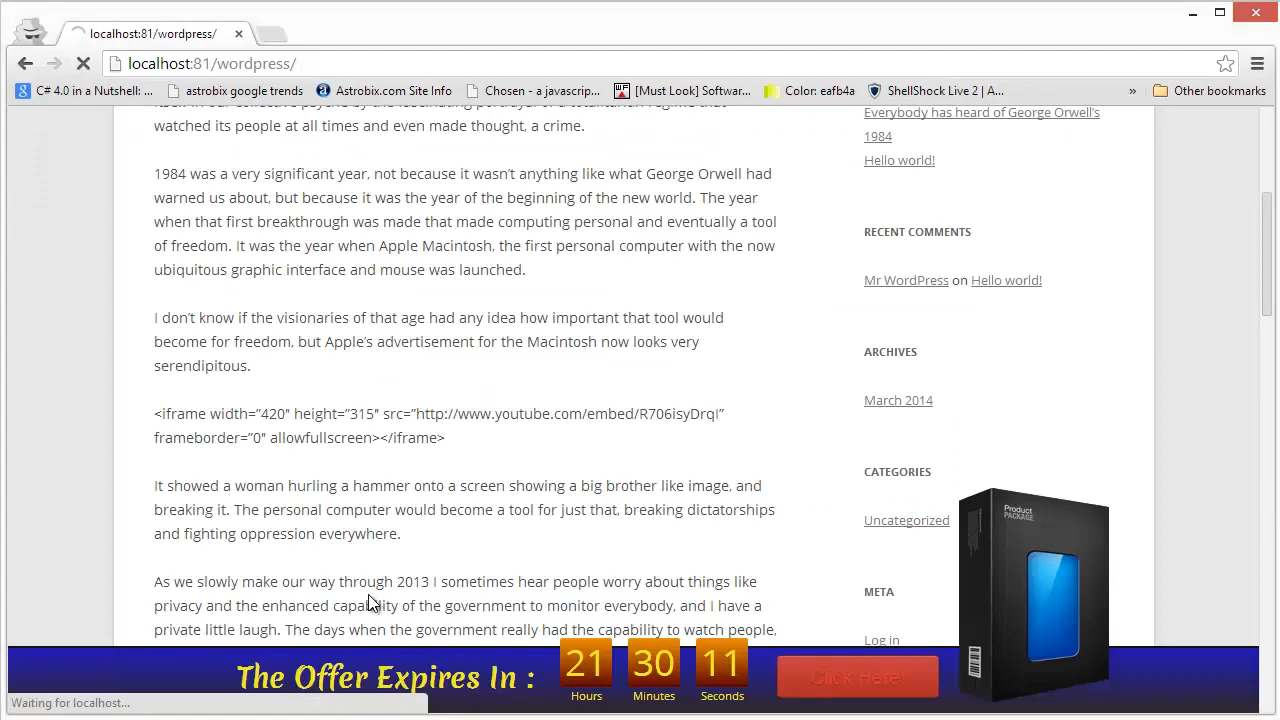 localhost:81/wordpress/
localhost:81/wordpress/
C# 4.0 in a Nutshell: ...
astrobix google trends
Astrobix.com Site Info
Chosen - a javascrip...
[Must Look] Softwar...
Color: eafb4a
ShellShock Live 2 | A...
»
Other bookmarks
watched its people at all times and even made thought, a crime.
1984 was a very significant year, not because it wasn't anything like what George Orwell had
warned us about, but because it was the year of the beginning of the new world. The year
when that first breakthrough was made that made computing personal and eventually a tool
of freedom. It was the year when Apple Macintosh, the first personal computer with the now
ubiquitous graphic interface and mouse was launched.
I don't know if the visionaries of that age had any idea how important that tool would
become for freedom, but Apple's advertisement for the Macintosh now looks very
serendipitous.
<iframe width="420″ height="315″ src="http://www.youtube.com/embed/R706isyDrqI"
frameborder="0″ allowfullscreen></iframe>
It showed a woman hurling a hammer onto a screen showing a big brother like image, and
breaking it. The personal computer would become a tool for just that, breaking dictatorships
and fighting oppression everywhere.
As we slowly make our way through 2013 I sometimes hear people worry about things like
privacy and the enhanced capability of the government to monitor everybody, and I have a
private little laugh. The days when the government really had the capability to watch people,
Everybody has heard of George Orwell's
1984
Hello world!
RECENT COMMENTS
Mr WordPress on Hello world!
ARCHIVES
March 2014
CATEGORIES
Uncategorized
META
Log in
Product
PACKAGE
The Offer Expires In :
21
Hours
30
Minutes
11
Seconds
Click Here!
Waiting for localhost...